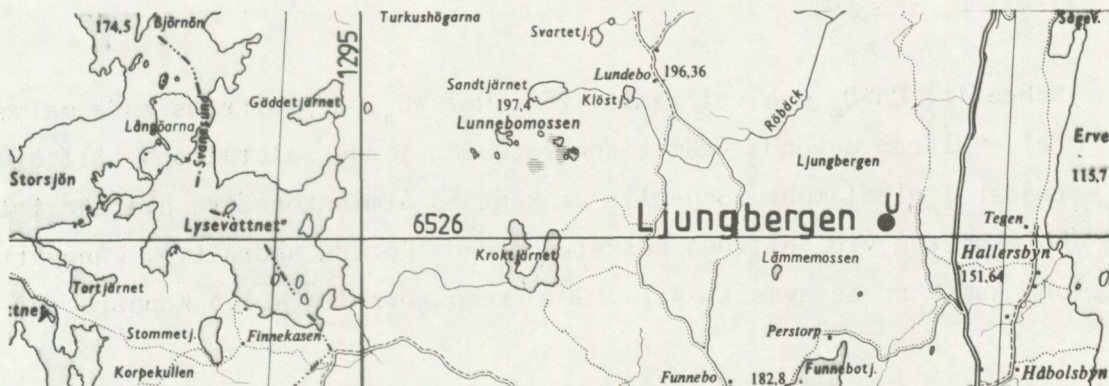 Turkushögarna
174,5
Björnön
Svartetj.
Sågev.
1295
Sandtjärnet
Lundebo
196,36
Gäddetjärnet
197.4
Klöstj.
Röbäck
Lunnebomossen
Långöarna
Svanesund
Erve
Ljungbergen
115,7
Storsjön
Lysevattnet
6526
Ljungbergen
U
Tegen
Kroktjärnet
Hallersbyn
Lämmemossen
151,64
Tortjärnet
Stommetj.
Finnekasen
Perstorp
Korpekullen
Funnebo
182,8
Funnebotj.
Håbolsbyn